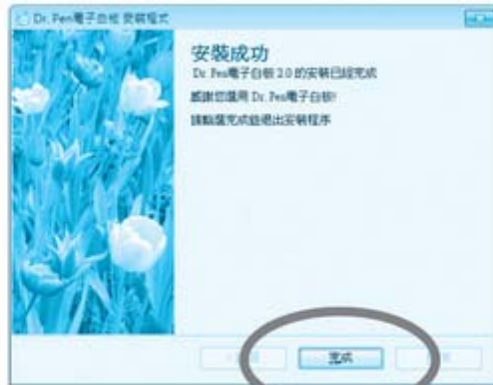 Dr. Pen電子白板 安裝程式
安裝成功
Dr. Pen電子白板 2.0 的安裝已經完成
感謝您選用 Dr. Pen電子白板!
請點選完成鈕退出安裝程序
完成